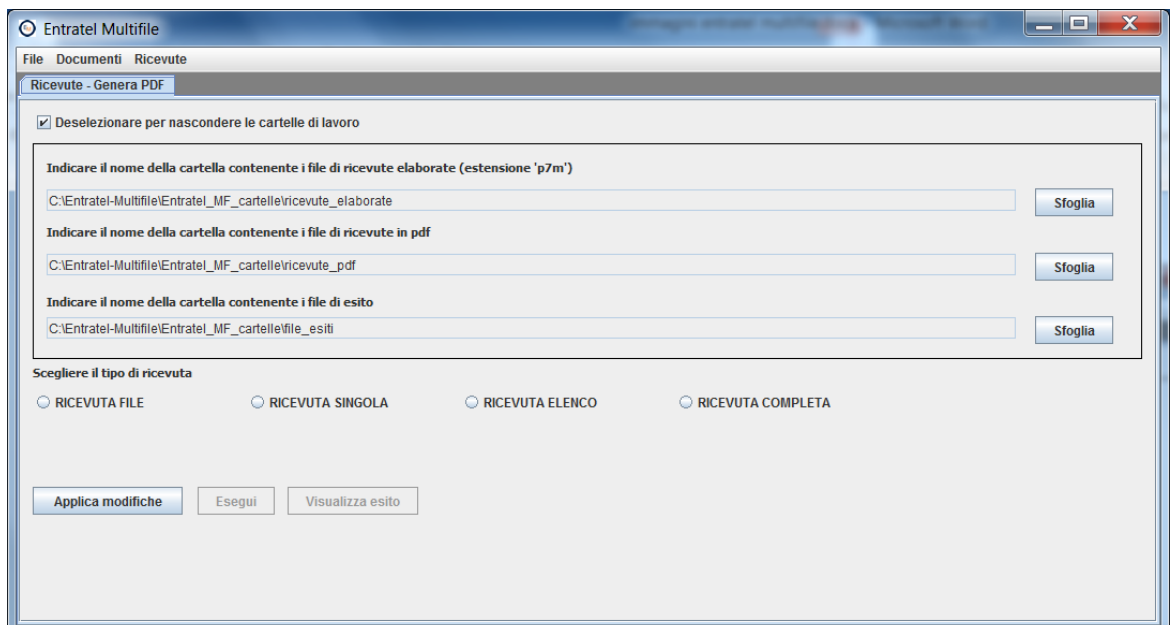 Entratel Multifile
File Documenti Ricevute
Ricevute - Genera PDF
Deselezionare per nascondere le cartelle di lavoro
Indicare il nome della cartella contenente i file di ricevute elaborate (estensione 'p7m')
C:\Entratel-Multifile\Entratel_MF_cartelle\ricevute_elaborate Sfoglia
Indicare il nome della cartella contenente i file di ricevute in pdf
C:\Entratel-Multifile\Entratel_MF_cartelle\ricevute_pdf Sfoglia
Indicare il nome della cartella contenente i file di esito
C:\Entratel-Multifile\Entratel_MF_cartelle\file_esiti Sfoglia
Scegliere il tipo di ricevuta
RICEVUTA FILE RICEVUTA SINGOLA RICEVUTA ELENCO RICEVUTA COMPLETA
Applica modifiche Esegui Visualizza esito